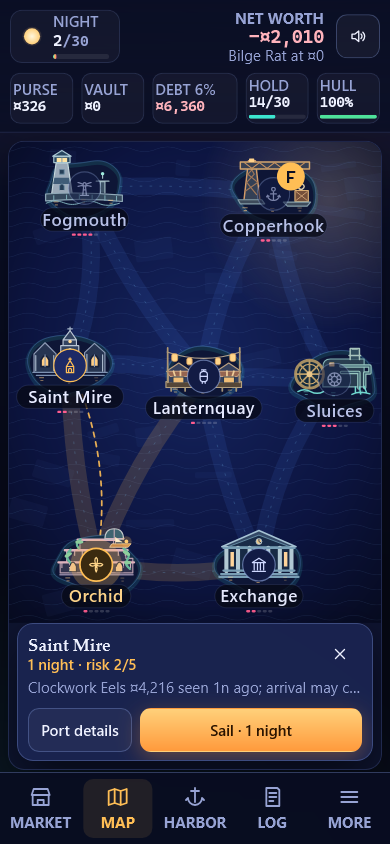 NIGHT
2/30
NET WORTH
−¤2,010
Bilge Rat at ¤0
PURSE
¤326
VAULT
¤0
DEBT 6%
¤6,360
HOLD
14/30
HULL
100%
F
Fogmouth
Copperhook
Saint Mire
Lanternquay
Sluices
Orchid
Exchange
Saint Mire
1 night · risk 2/5
Clockwork Eels ¤4,216 seen 1n ago; arrival may c…
Port details
Sail · 1 night
MARKET
MAP
HARBOR
LOG
MORE